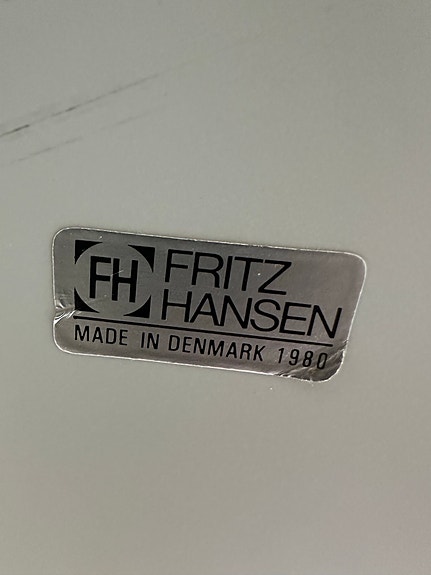 FH
FRITZ
HANSEN
MADE IN DENMARK 1980